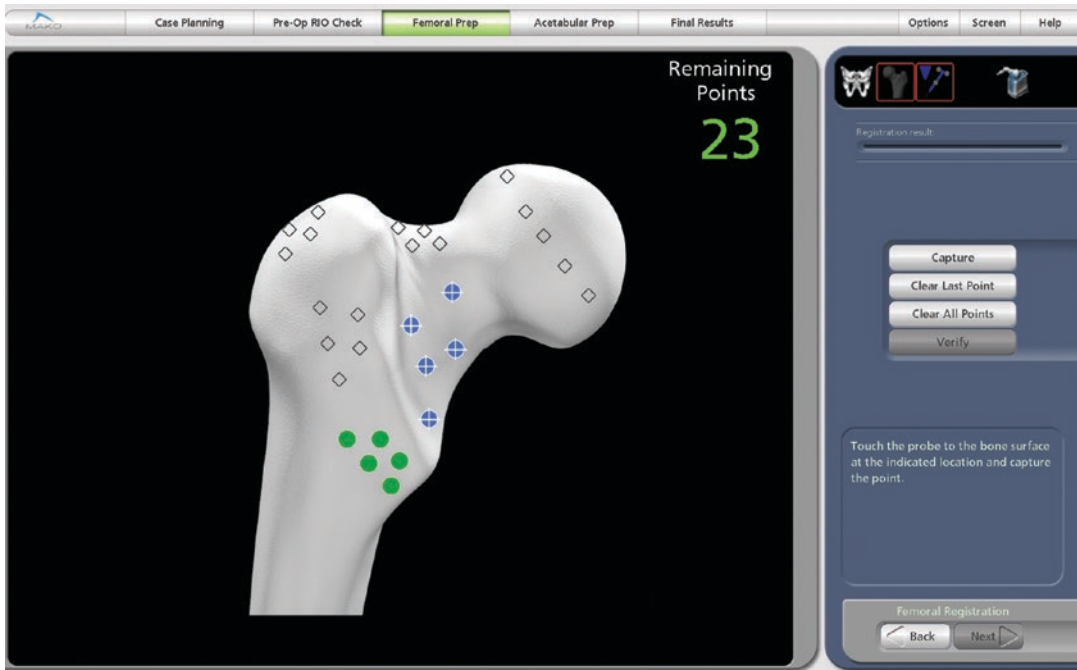 MAKO
Case Planning
Pre-Op RIO Check
Femoral Prep
Acetabular Prep
Final Results
Options
Screen
Help
Remaining
Points
23
Registration result:
Capture
Clear Last Point
Clear All Points
Verify
Touch the probe to the bone surface
at the indicated location and capture
the point.
Femoral Registration
Back
Next